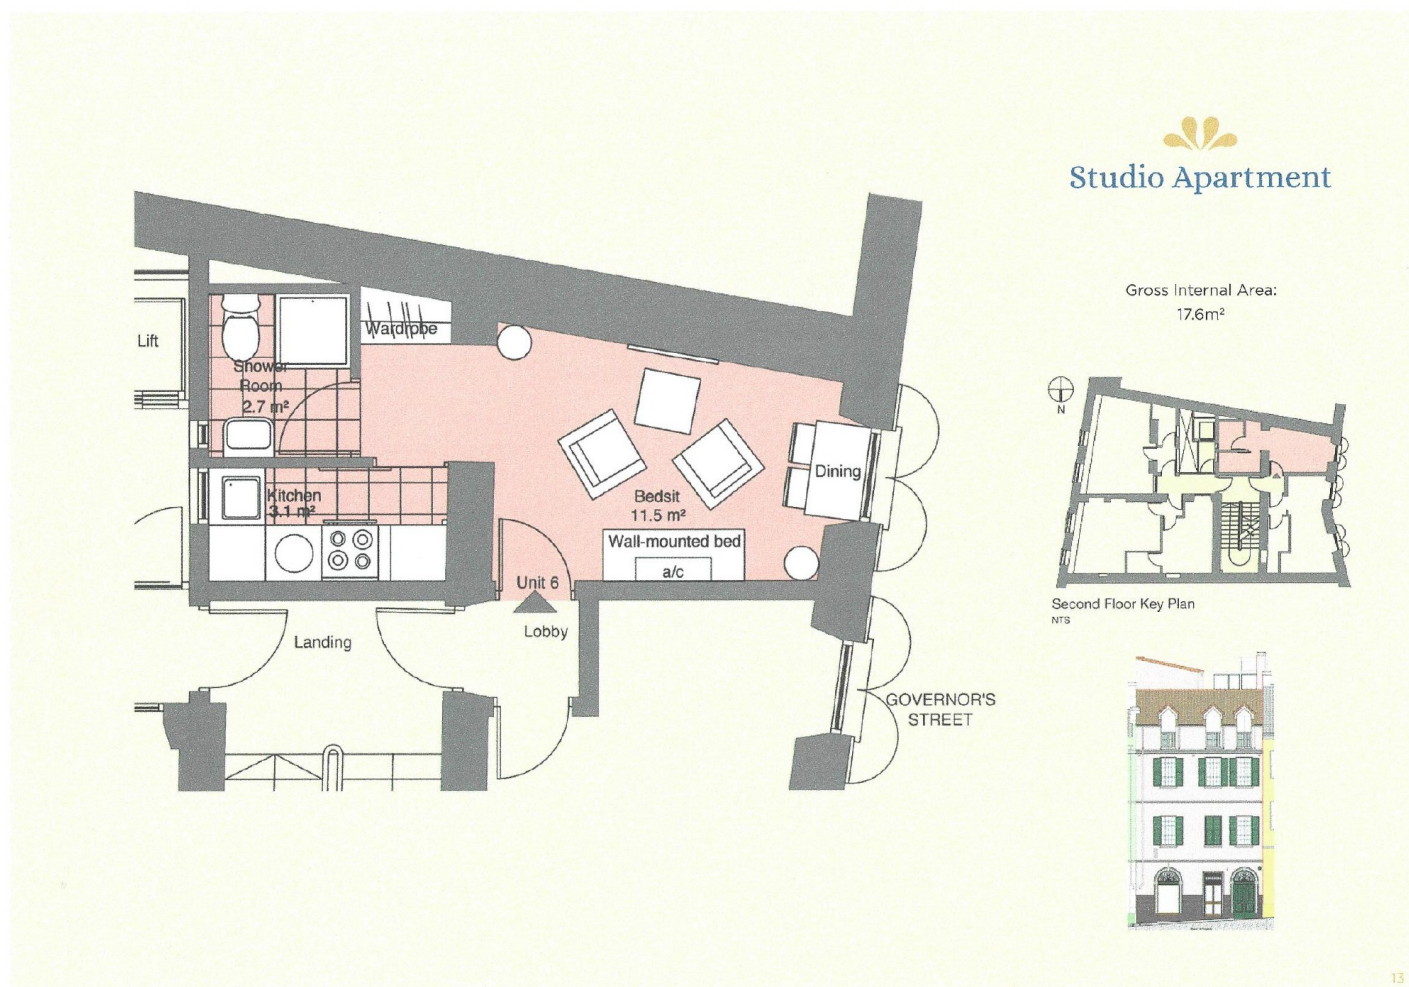 Studio Apartment
Gross Internal Area:
17.6m²
Lift
Wardrobe
Shower
Room
2.7 m²
Kitchen
3.1 m²
Dining
Bedsit
11.5 m²
Wall-mounted bed
a/c
Unit 6
Lobby
Landing
GOVERNOR'S
STREET
N
Second Floor Key Plan
NTS
13